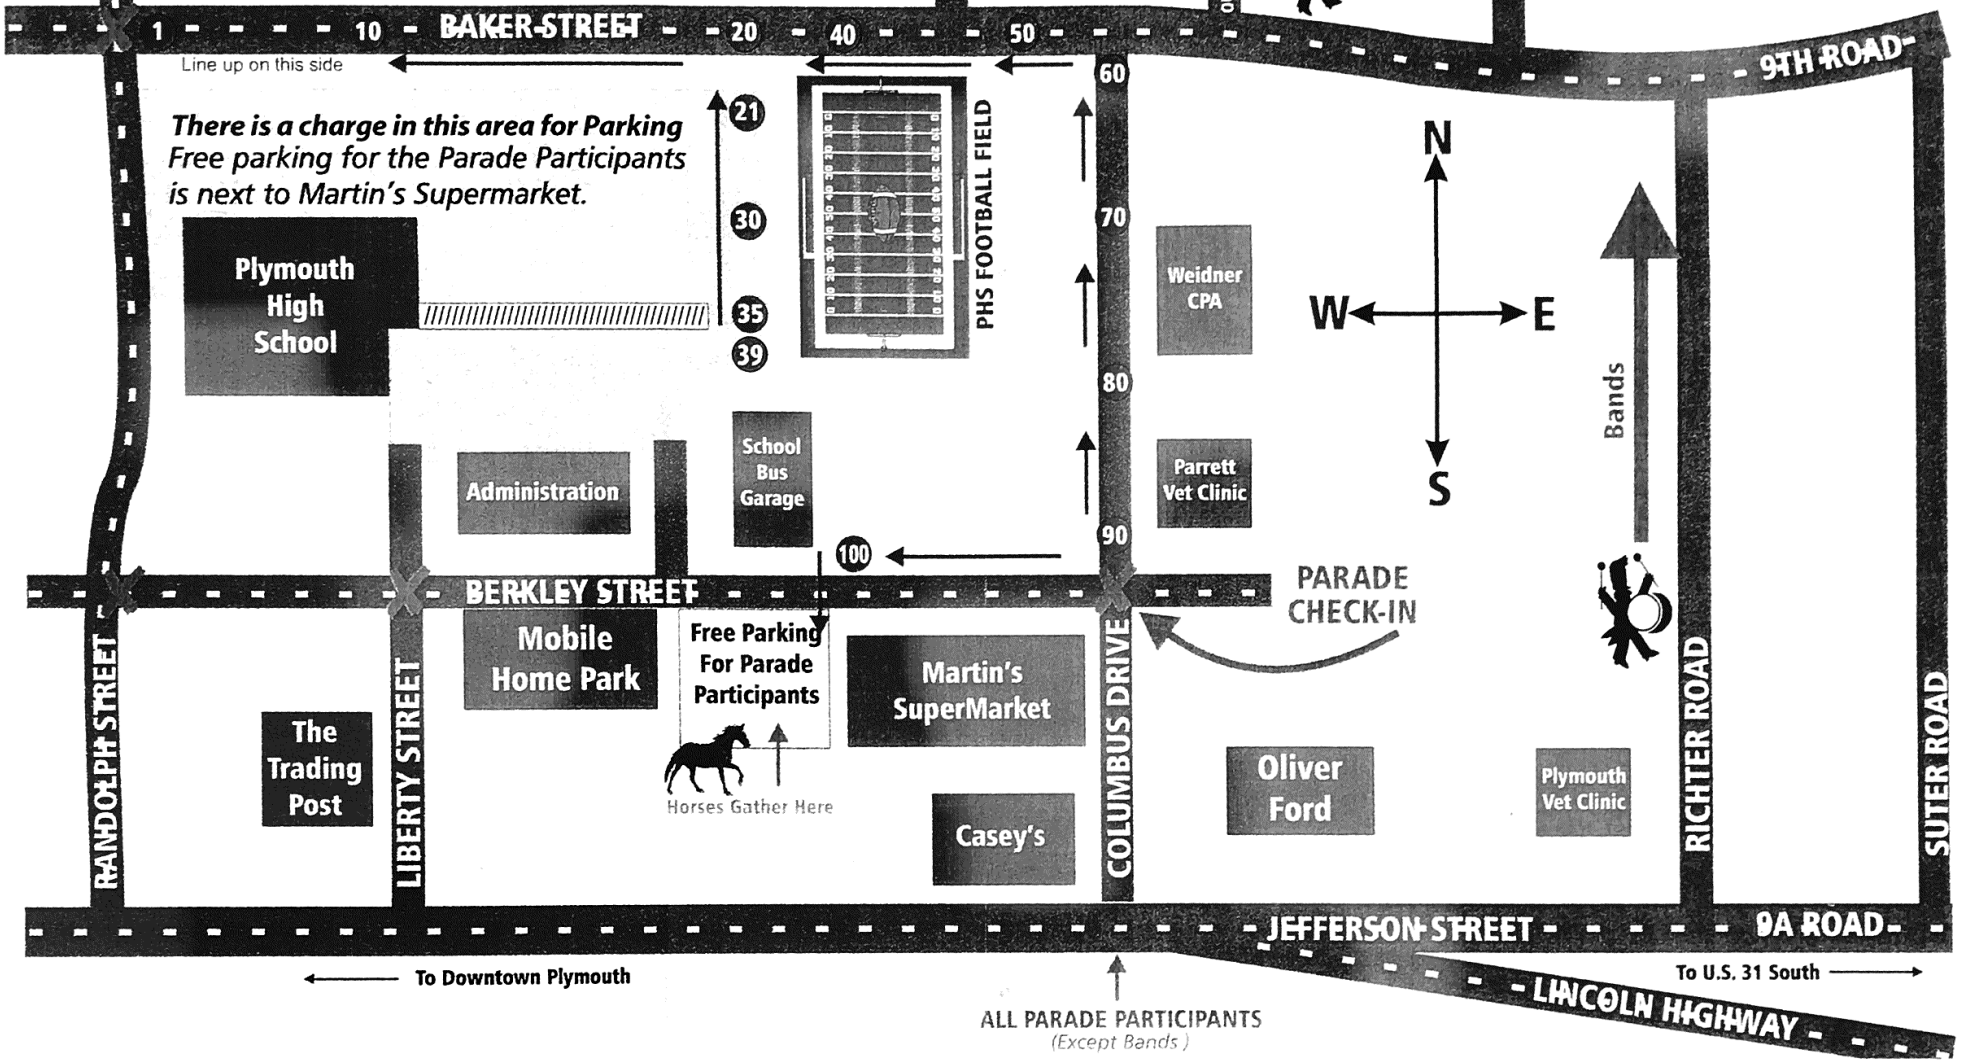 1
10
BAKER STREET
20
40
50
9TH ROAD
Line up on this side
60
21
There is a charge in this area for Parking
Free parking for the Parade Participants
is next to Martin's Supermarket.
PHS FOOTBALL FIELD
N
30
70
Plymouth
High
School
Weidner
CPA
W
E
35
39
80
Bands
School
Bus
Garage
Administration
Parrett
Vet Clinic
S
90
100
BERKLEY STREET
PARADE
CHECK-IN
Mobile
Home Park
Free Parking
For Parade
Participants
Martin's
SuperMarket
RANDOLPH STREET
LIBERTY STREET
COLUMBUS DRIVE
RICHTER ROAD
SUTER ROAD
The
Trading
Post
Horses Gather Here
Casey's
Oliver
Ford
Plymouth
Vet Clinic
JEFFERSON STREET
9A ROAD
To Downtown Plymouth
To U.S. 31 South
LINCOLN HIGHWAY
ALL PARADE PARTICIPANTS
(Except Bands)